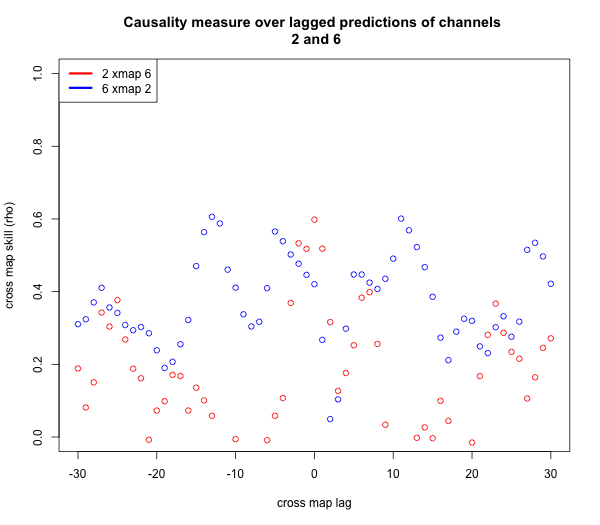 Causality measure over lagged predictions of channels
2 and 6
2 xmap 6
6 xmap 2
cross map skill (rho)
1.0
0.8
0.6
0.4
0.2
0.0
-30
-20
-10
0
10
20
30
cross map lag